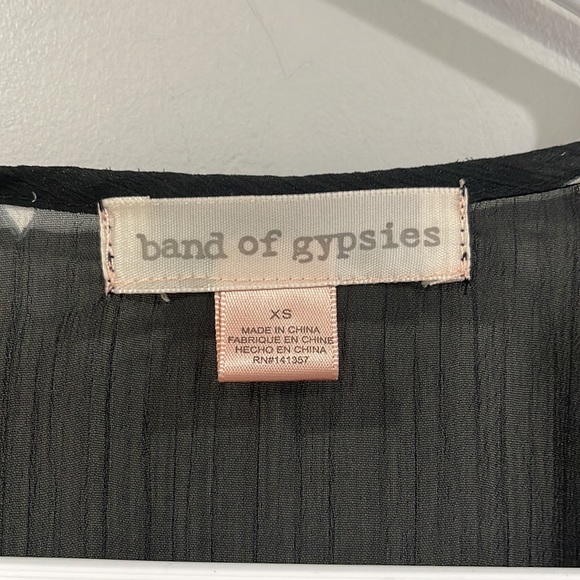 band of gypsies
XS
MADE IN CHINA
FABRIQUE EN CHINE
HECHO EN CHINA
RN#141357